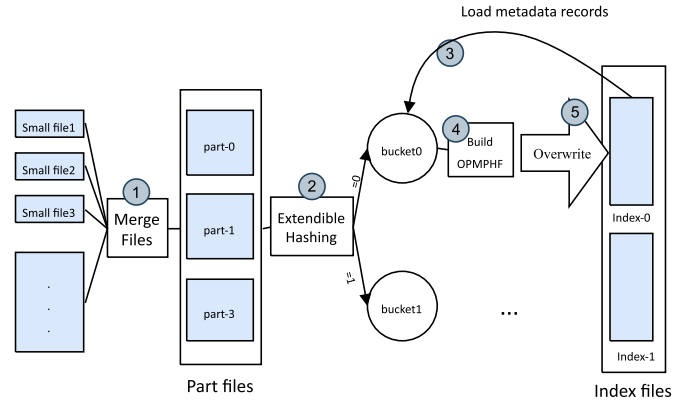 Load metadata records
3
5
Small file1
Small file2
Small file3
.
.
.
1
Merge
Files
part-0
part-1
part-3
Part files
2
Extendible
Hashing
=0
=1
bucket0
bucket1
4
Build
OPMPHF
Overwrite
...
Index-0
Index-1
Index files